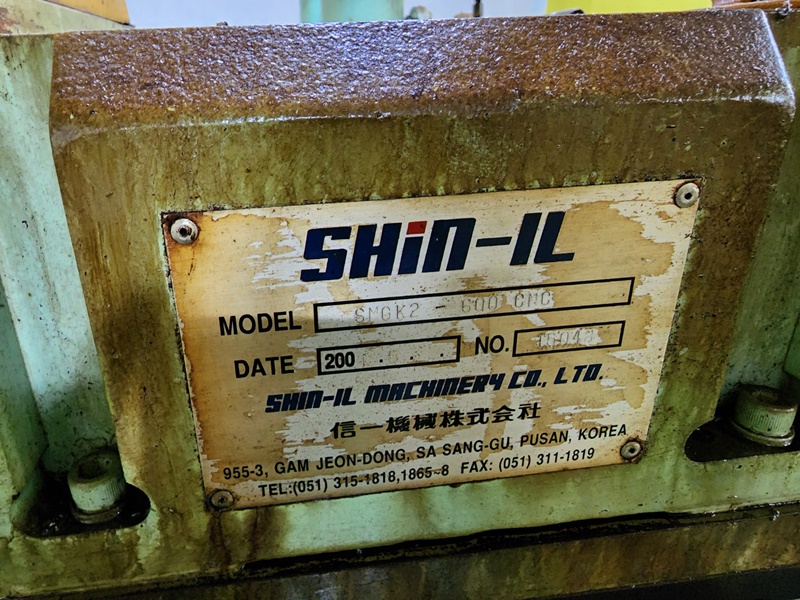 SHiN-IL
MODEL SMGK2 - 600 CNC
DATE 200
NO.
SHIN-IL MACHINERY CO., LTD.
信一機械株式会社
955-3, GAM JEON-DONG, SA SANG-GU, PUSAN, KOREA
TEL:(051) 315-1818,1865~8 FAX: (051) 311-1819